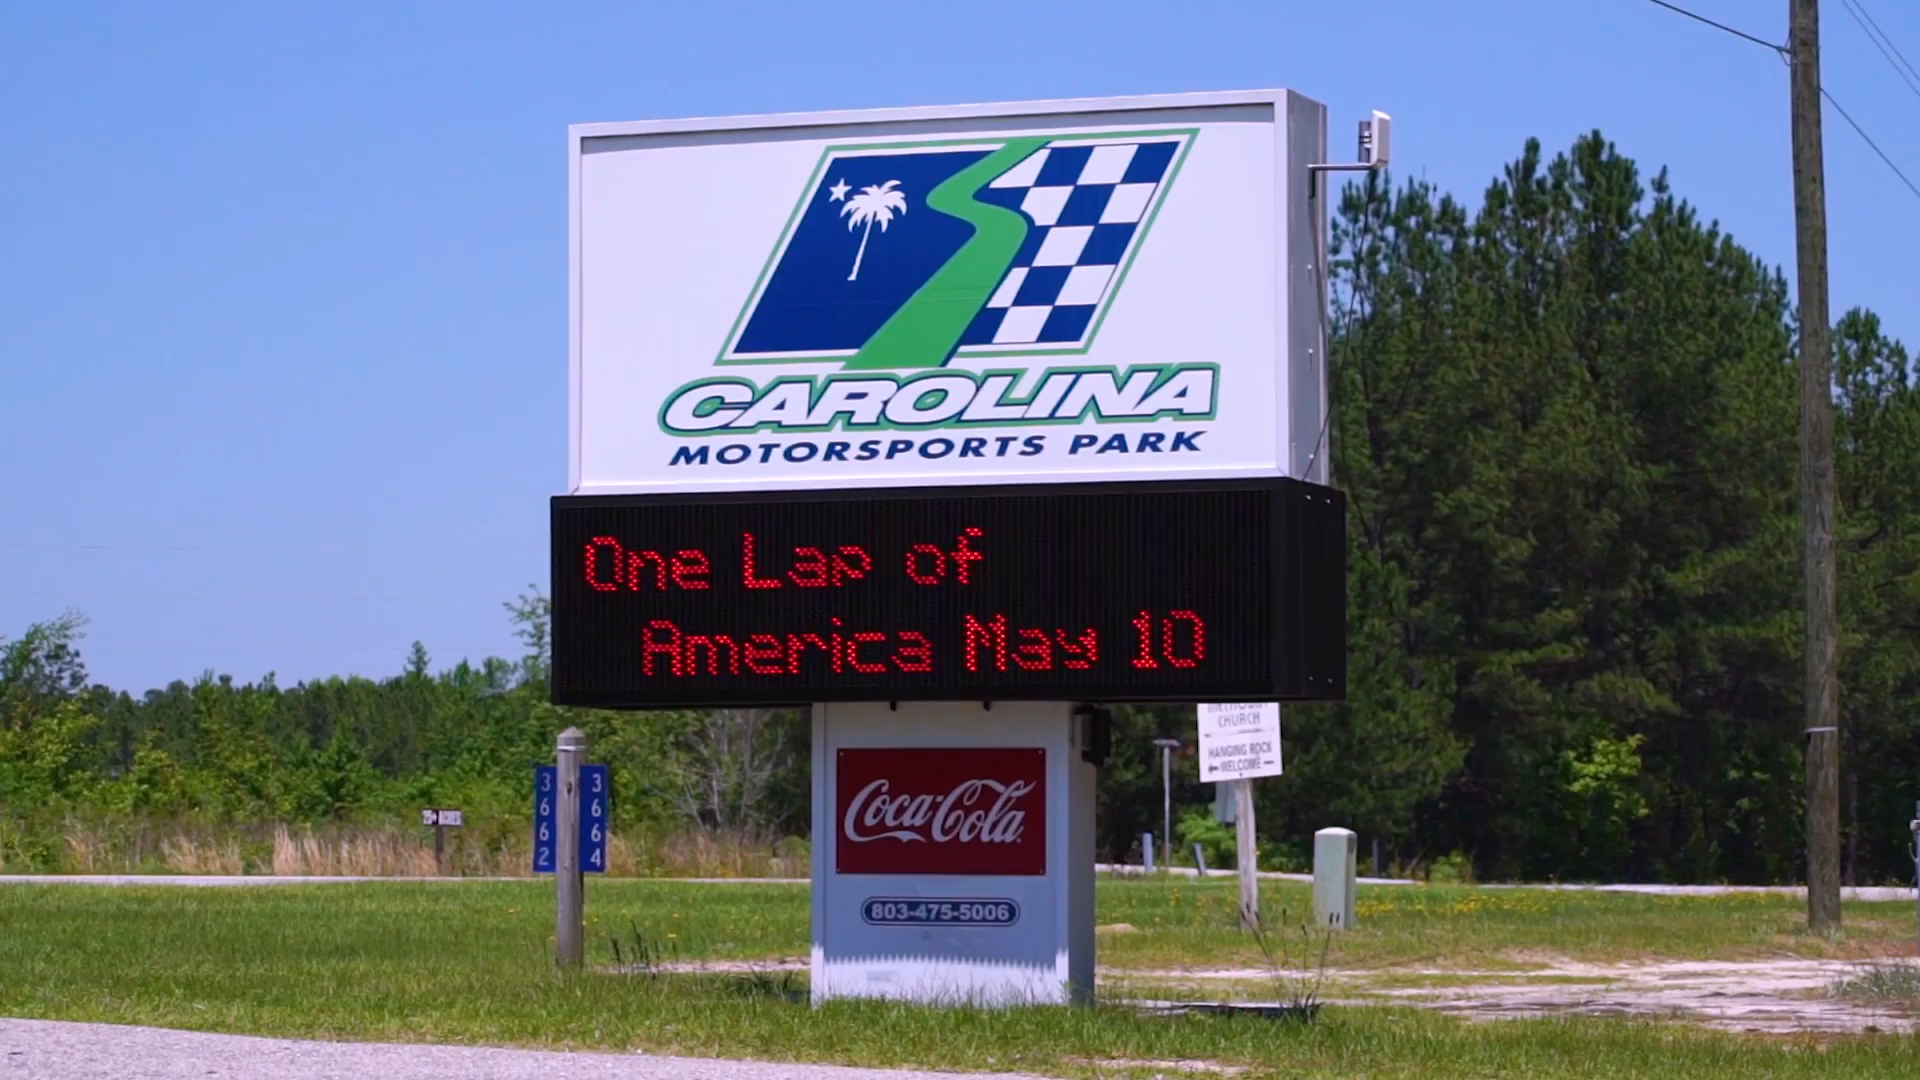 CAROLINA
MOTORSPORTS PARK
One Lap of
America May 10
CHURCH
HANGING ROCK
WELCOME
Coca-Cola
3662
3664
803-475-5006